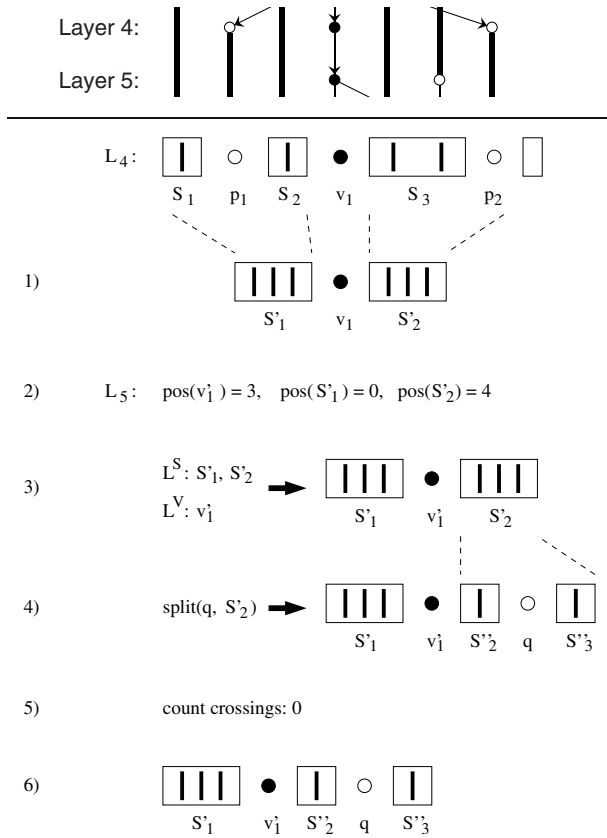 Layer 4:
Layer 5:
L4:
S1 p1 S2 v1 S3 p2
1)
S'1 v1 S'2
2) L5: pos(v'1) = 3, pos(S'1) = 0, pos(S'2) = 4
3)
L^S: S'1, S'2
L^V: v'1
S'1 v'1 S'2
4) split(q, S'2)
S'1 v'1 S''2 q S''3
5) count crossings: 0
6)
S'1 v'1 S''2 q S''3